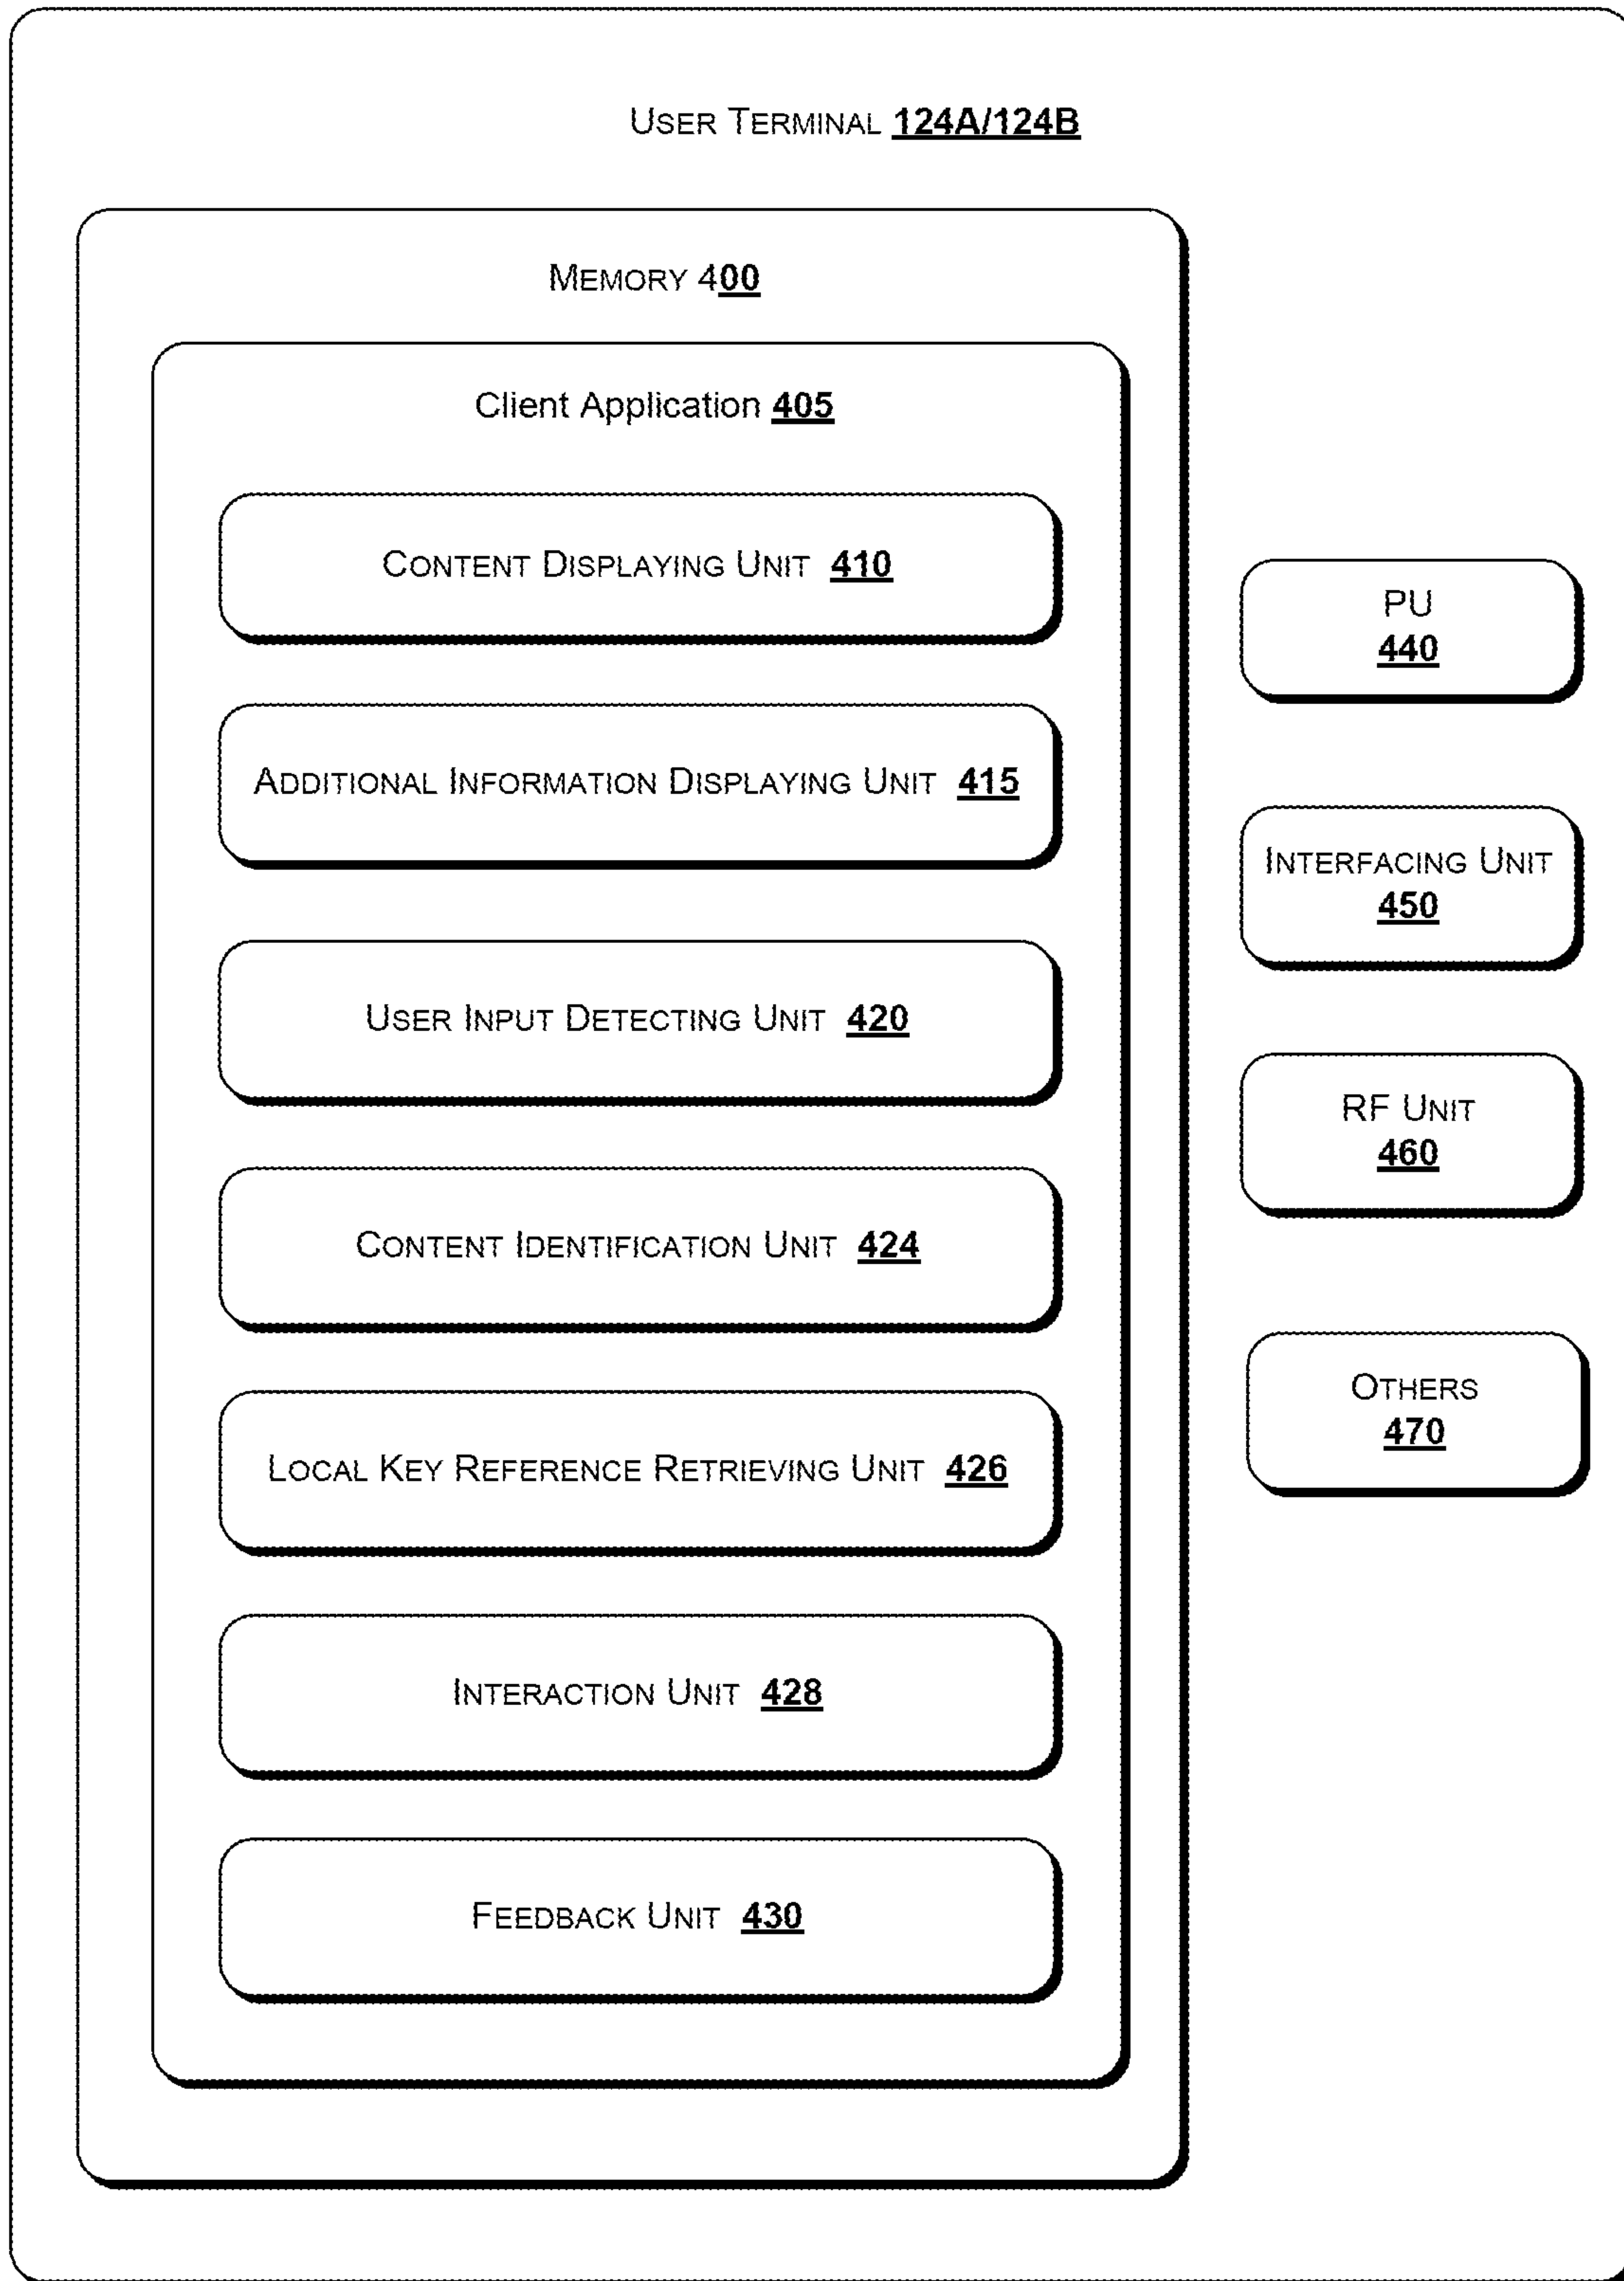 USER TERMINAL 124A/124B
MEMORY 400
Client Application 405
CONTENT DISPLAYING UNIT 410
ADDITIONAL INFORMATION DISPLAYING UNIT 415
USER INPUT DETECTING UNIT 420
CONTENT IDENTIFICATION UNIT 424
LOCAL KEY REFERENCE RETRIEVING UNIT 426
INTERACTION UNIT 428
FEEDBACK UNIT 430
PU
440
INTERFACING UNIT
450
RF UNIT
460
OTHERS
470